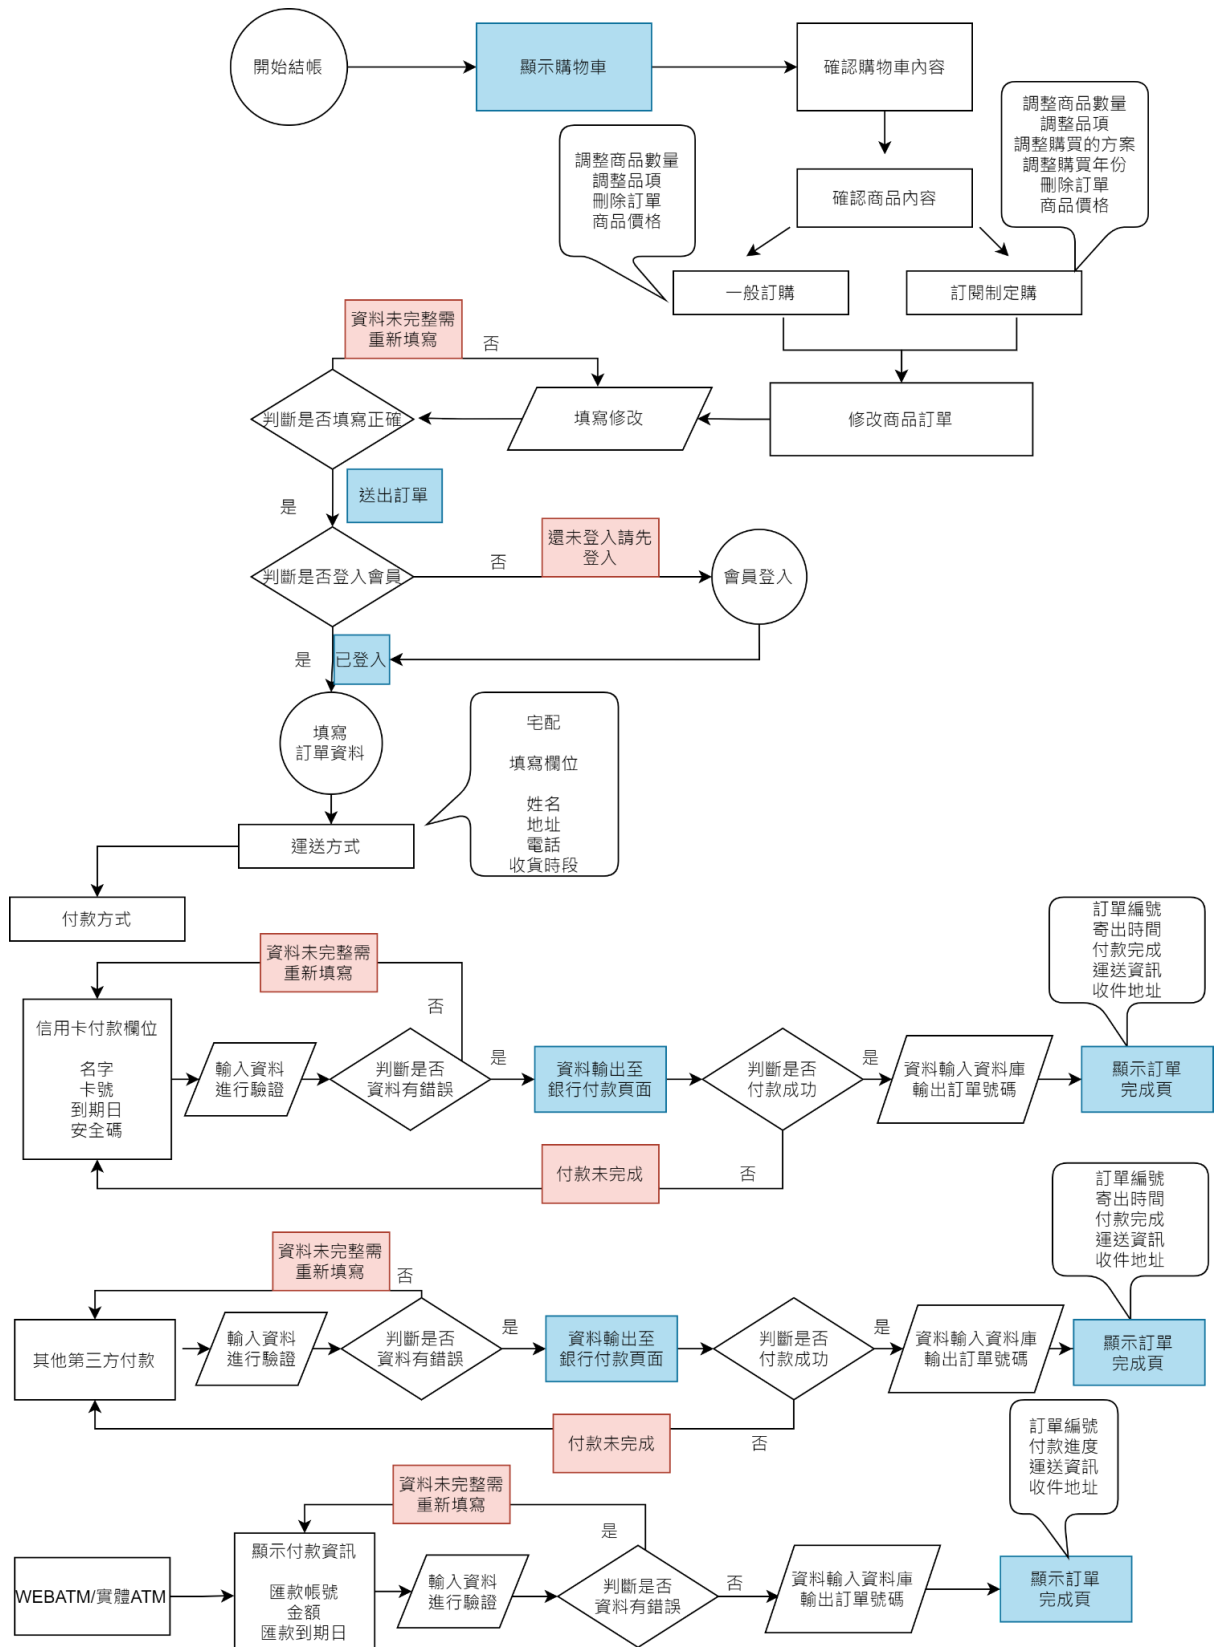 開始結帳
顯示購物車
確認購物車內容
調整商品數量
調整品項
調整購買的方案
調整購買年份
刪除訂單
商品價格
調整商品數量
調整品項
刪除訂單
商品價格
確認商品內容
一般訂購
訂閱制定購
資料未完整需
重新填寫
否
判斷是否填寫正確
填寫修改
修改商品訂單
送出訂單
是
還未登入請先
登入
否
判斷是否登入會員
會員登入
是
已登入
填寫
訂單資料
宅配
填寫欄位
姓名
地址
電話
收貨時段
運送方式
付款方式
訂單編號
寄出時間
付款完成
運送資訊
收件地址
資料未完整需
重新填寫
否
信用卡付款欄位
名字
卡號
到期日
安全碼
輸入資料
進行驗證
判斷是否
資料有錯誤
是
資料輸出至
銀行付款頁面
判斷是否
付款成功
是
資料輸入資料庫
輸出訂單號碼
顯示訂單
完成頁
付款未完成
否
訂單編號
寄出時間
付款完成
運送資訊
收件地址
資料未完整需
重新填寫
否
其他第三方付款
輸入資料
進行驗證
判斷是否
資料有錯誤
是
資料輸出至
銀行付款頁面
判斷是否
付款成功
是
資料輸入資料庫
輸出訂單號碼
顯示訂單
完成頁
付款未完成
否
訂單編號
付款進度
運送資訊
收件地址
資料未完整需
重新填寫
是
WEBATM/實體ATM
顯示付款資訊
匯款帳號
金額
匯款到期日
輸入資料
進行驗證
判斷是否
資料有錯誤
否
資料輸入資料庫
輸出訂單號碼
顯示訂單
完成頁